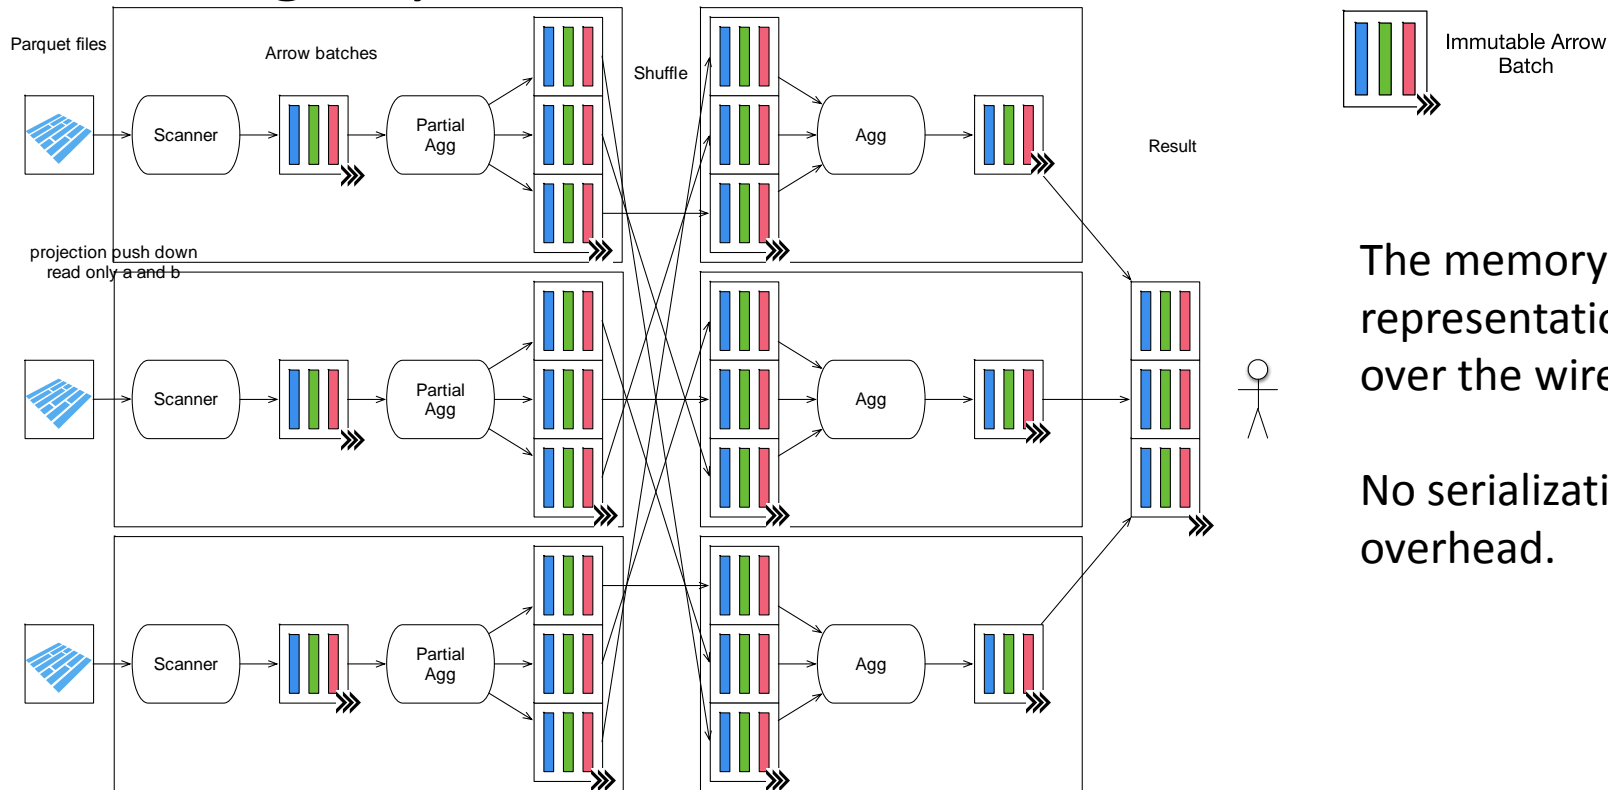 Parquet files
Arrow batches
Shuffle
Immutable Arrow
Batch
Scanner
Partial
Agg
Agg
Result
projection push down
read only a and b
Scanner
Partial
Agg
Agg
Scanner
Partial
Agg
Agg
The memory
representatio
over the wire
No serializati
overhead.